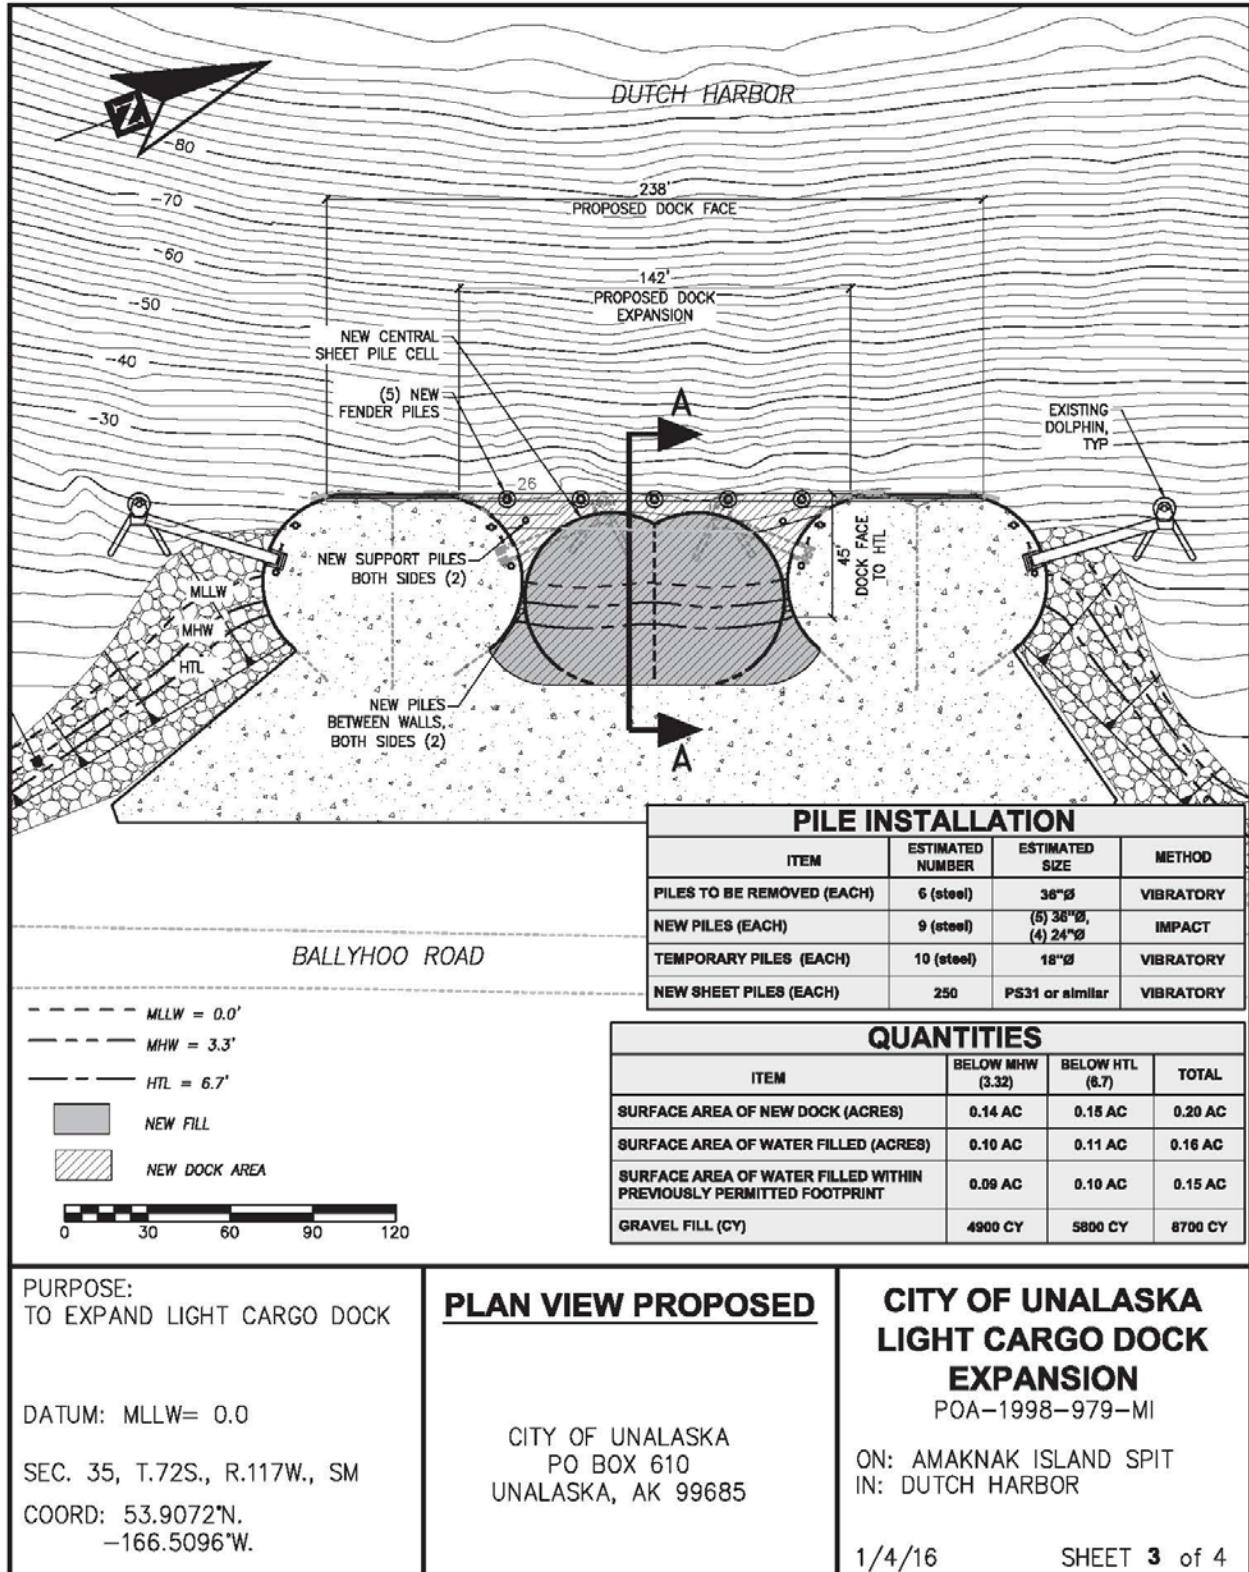 DUTCH HARBOR
N
-80
-70
-60
-50
-40
-30
238'
PROPOSED DOCK FACE
142'
PROPOSED DOCK
EXPANSION
NEW CENTRAL
SHEET PILE CELL
(5) NEW
FENDER PILES
A
EXISTING
DOLPHIN,
TYP
-26
NEW SUPPORT PILES
BOTH SIDES (2)
45'
DOCK FACE
TO HTL
MLLW
MHW
HTL
NEW PILES
BETWEEN WALLS,
BOTH SIDES (2)
A
PILE INSTALLATION
ITEM ESTIMATED NUMBER ESTIMATED SIZE METHOD
PILES TO BE REMOVED (EACH) 6 (steel) 36"Ø VIBRATORY
NEW PILES (EACH) 9 (steel) (5) 36"Ø, (4) 24"Ø IMPACT
TEMPORARY PILES (EACH) 10 (steel) 18"Ø VIBRATORY
NEW SHEET PILES (EACH) 250 PS31 or similar VIBRATORY
BALLYHOO ROAD
MLLW = 0.0'
MHW = 3.3'
HTL = 6.7'
NEW FILL
NEW DOCK AREA
0 30 60 90 120
QUANTITIES
ITEM BELOW MHW (3.32) BELOW HTL (6.7) TOTAL
SURFACE AREA OF NEW DOCK (ACRES) 0.14 AC 0.15 AC 0.20 AC
SURFACE AREA OF WATER FILLED (ACRES) 0.10 AC 0.11 AC 0.16 AC
SURFACE AREA OF WATER FILLED WITHIN
PREVIOUSLY PERMITTED FOOTPRINT 0.09 AC 0.10 AC 0.15 AC
GRAVEL FILL (CY) 4900 CY 5800 CY 8700 CY
PURPOSE:
TO EXPAND LIGHT CARGO DOCK
DATUM: MLLW= 0.0
SEC. 35, T.72S., R.117W., SM
COORD: 53.9072°N.
-166.5096°W.
PLAN VIEW PROPOSED
CITY OF UNALASKA
PO BOX 610
UNALASKA, AK 99685
CITY OF UNALASKA
LIGHT CARGO DOCK
EXPANSION
POA-1998-979-MI
ON: AMAKNAK ISLAND SPIT
IN: DUTCH HARBOR
1/4/16 SHEET 3 of 4